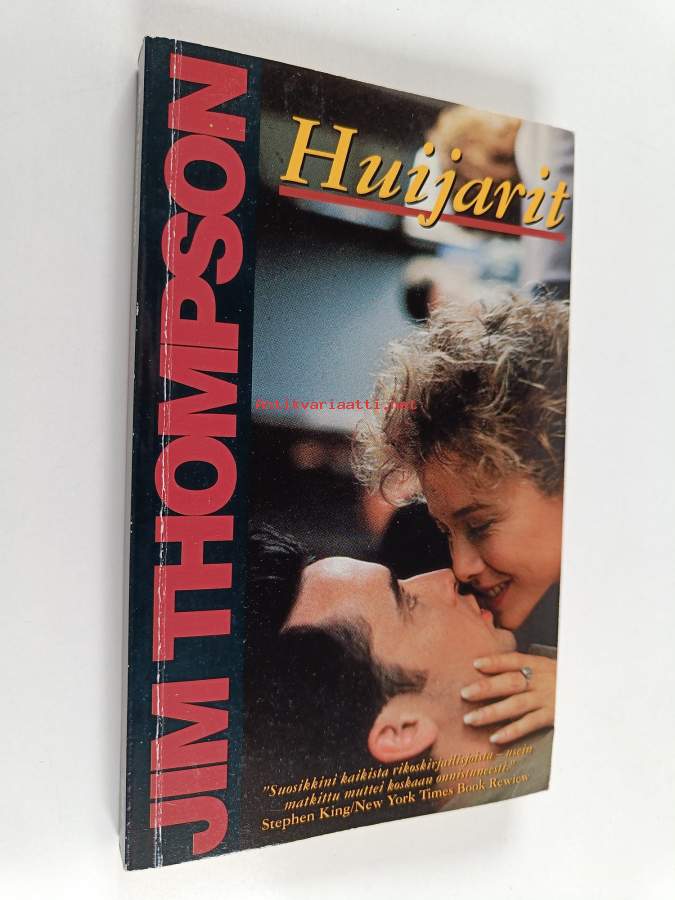 JIM THOMPSON
Huijarit
Antikvariaatti.net
"Suosikkini kaikista rikoskirjailijoista – usein
matkittu muttei koskaan onnistuneesti."
Stephen King/New York Times Book Rewiew